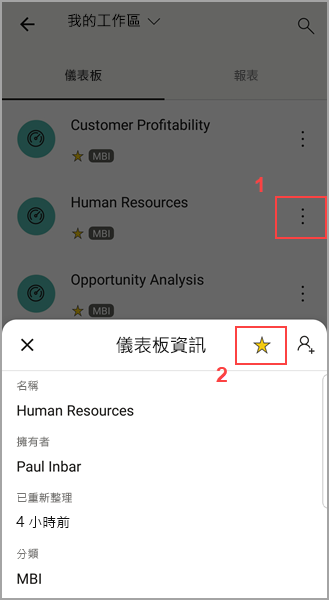 我的工作區
儀表板
報表
Customer Profitability
MBI
1
Human Resources
MBI
Opportunity Analysis
MBI
儀表板資訊
2
名稱
Human Resources
擁有者
Paul Inbar
已重新整理
4 小時前
分類
MBI